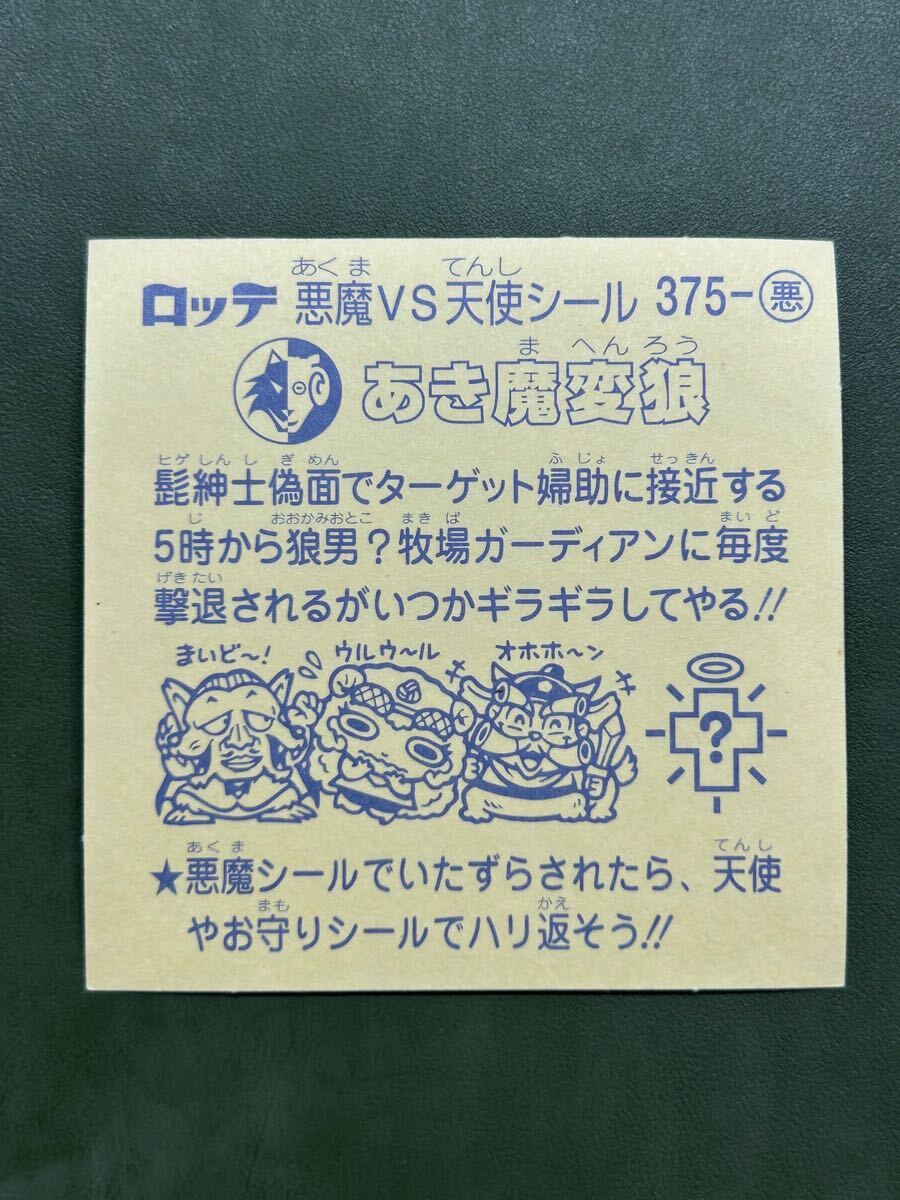 あく ま てんし
ロッテ 悪魔VS天使シール 375-悪
ま へん ろう
あき魔変狼
ヒゲ しん し ぎ めん ふ じょ せっ きん
髭紳士偽面でターゲット婦助に接近する
じ おおかみおとこ まき ば まい ど
5時から狼男？牧場ガーディアンに毎度
げき たい
撃退されるがいつかギラギラしてやる!!
まいど〜! ウルウ〜ル オホホ〜ン
?
あく ま てん し
★悪魔シールでいたずらされたら、天使
まも かえ
やお守りシールでハリ返そう!!